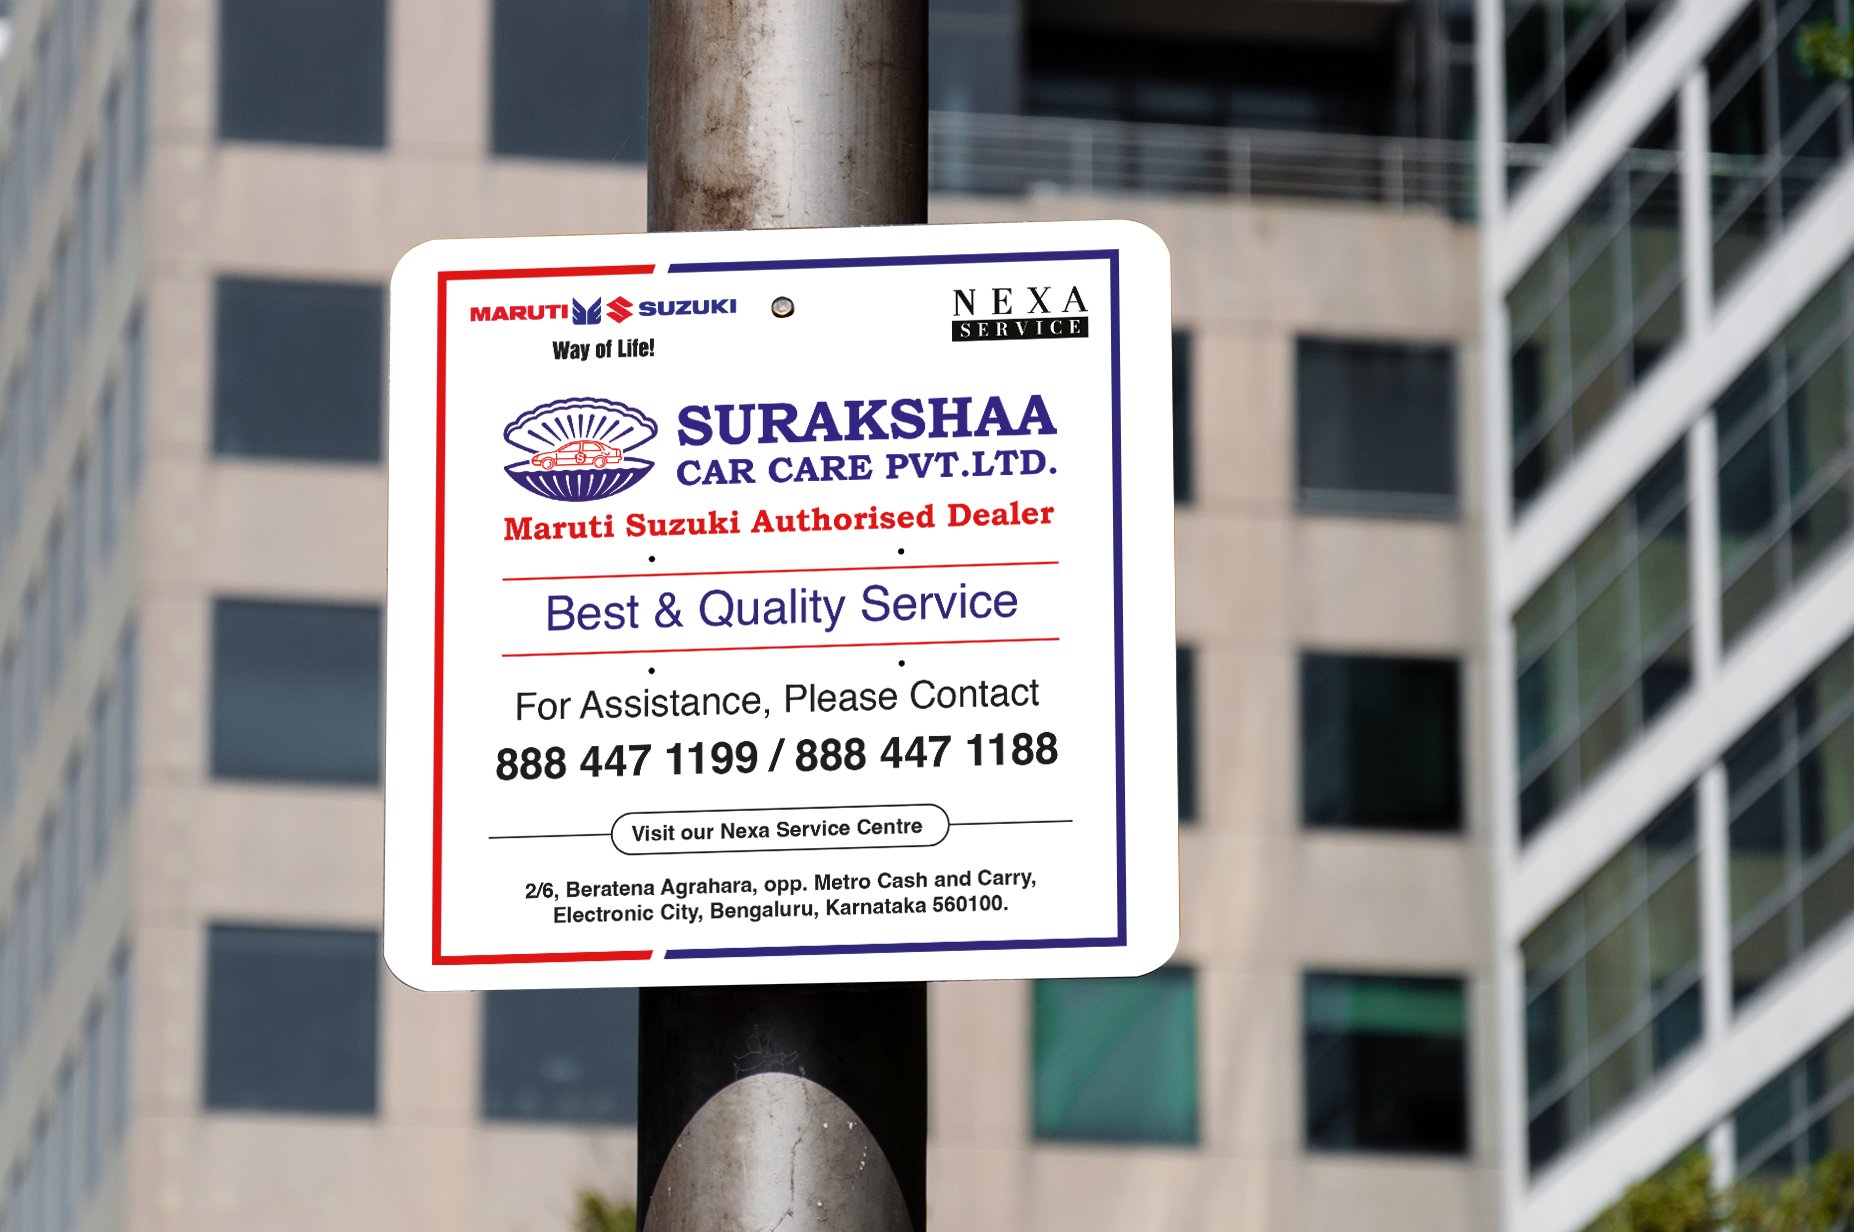 MARUTI SUZUKI
Way of Life!
NEXA
SERVICE
SURAKSHAA
CAR CARE PVT.LTD.
Maruti Suzuki Authorised Dealer
Best & Quality Service
For Assistance, Please Contact
888 447 1199 / 888 447 1188
Visit our Nexa Service Centre
2/6, Beratena Agrahara, opp. Metro Cash and Carry,
Electronic City, Bengaluru, Karnataka 560100.